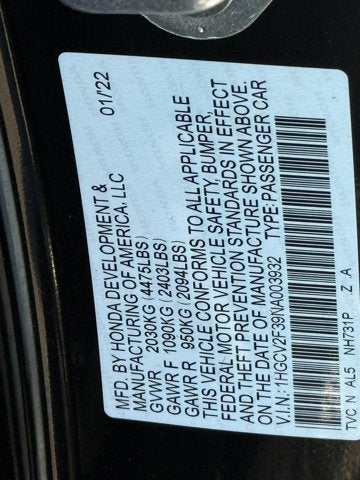 MFD. BY HONDA DEVELOPMENT &
MANUFACTURING OF AMERICA, LLC 01/'22
GVWR 2030KG (4475LBS)
GAWR F 1090KG (2403LBS)
GAWR R 950KG (2094LBS)
THIS VEHICLE CONFORMS TO ALL APPLICABLE
FEDERAL MOTOR VEHICLE SAFETY, BUMPER,
AND THEFT PREVENTION STANDARDS IN EFFECT
ON THE DATE OF MANUFACTURE SHOWN ABOVE.
V.I.N.: 1HGCV2F39NA003932 TYPE:PASSENGER CAR
TVC N AL5 NH731P Z A